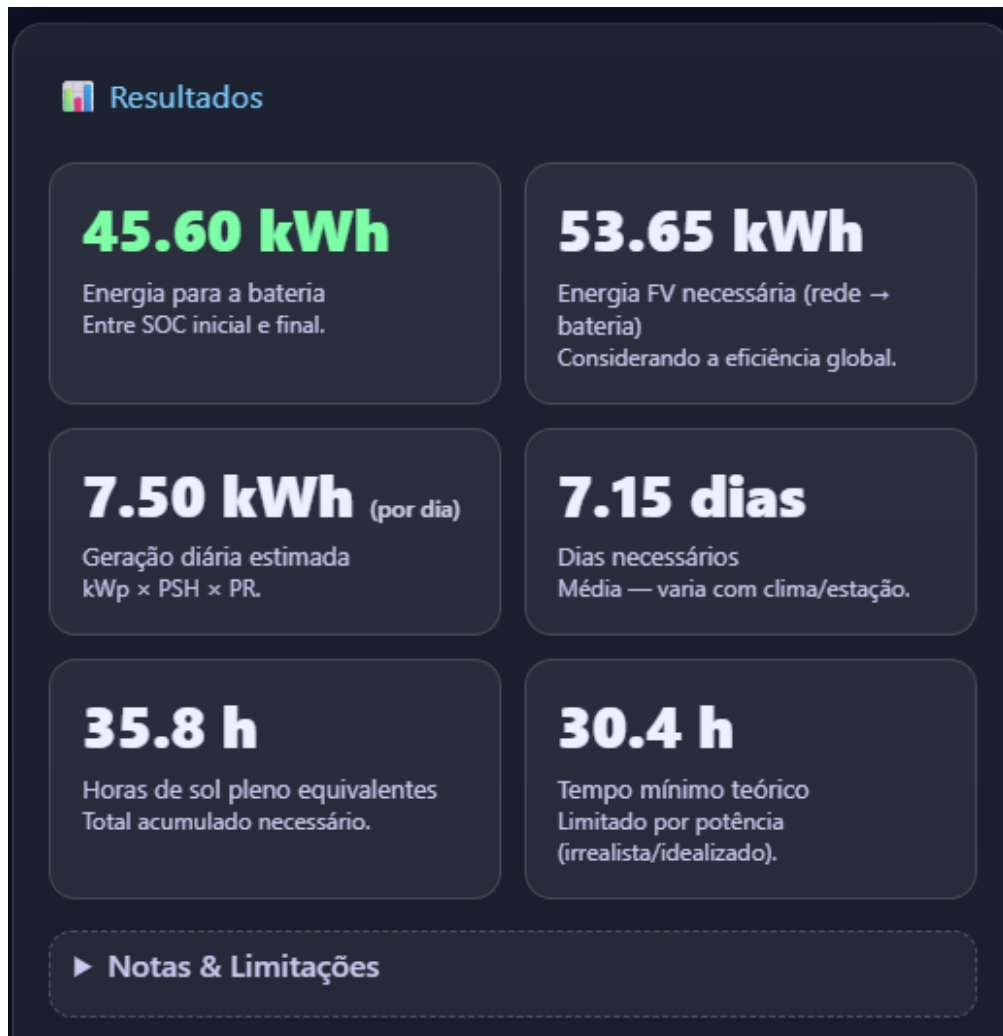 Resultados
45.60 kWh
Energia para a bateria
Entre SOC inicial e final.
53.65 kWh
Energia FV necessária (rede →
bateria)
Considerando a eficiência global.
7.50 kWh (por dia)
Geração diária estimada
kWp × PSH × PR.
7.15 dias
Dias necessários
Média — varia com clima/estação.
35.8 h
Horas de sol pleno equivalentes
Total acumulado necessário.
30.4 h
Tempo mínimo teórico
Limitado por potência
(irrealista/idealizado).
▶ Notas & Limitações